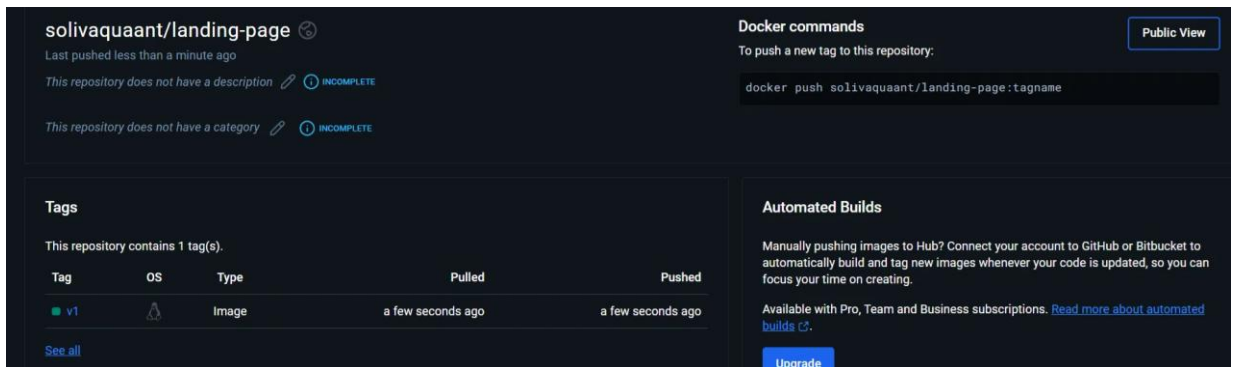 solivaquaant/landing-page
Last pushed less than a minute ago
This repository does not have a description INCOMPLETE
This repository does not have a category INCOMPLETE
Docker commands
To push a new tag to this repository:
docker push solivaquaant/landing-page:tagname
Public View
Tags
This repository contains 1 tag(s).
Tag OS Type Pulled Pushed
v1 Image a few seconds ago a few seconds ago
See all
Automated Builds
Manually pushing images to Hub? Connect your account to GitHub or Bitbucket to
automatically build and tag new images whenever your code is updated, so you can
focus your time on creating.
Available with Pro, Team and Business subscriptions. Read more about automated
builds.
Upgrade